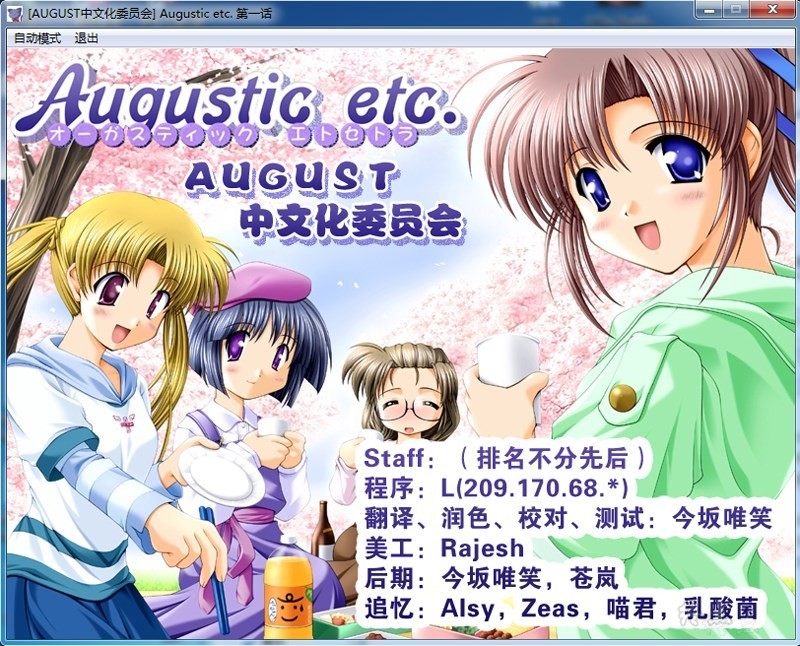 [AUGUST中文化委员会] Augustic etc. 第一话
自动模式 退出
Augustic etc.
オーガスティック エトセトラ
AUGUST
中文化委员会
Staff：（排名不分先后）
程序：L(209.170.68.*)
翻译、润色、校对、测试：今坂唯笑
美工：Rajesh
后期：今坂唯笑，苍岚
追忆：Alsy，Zeas，喵君，乳酸菌